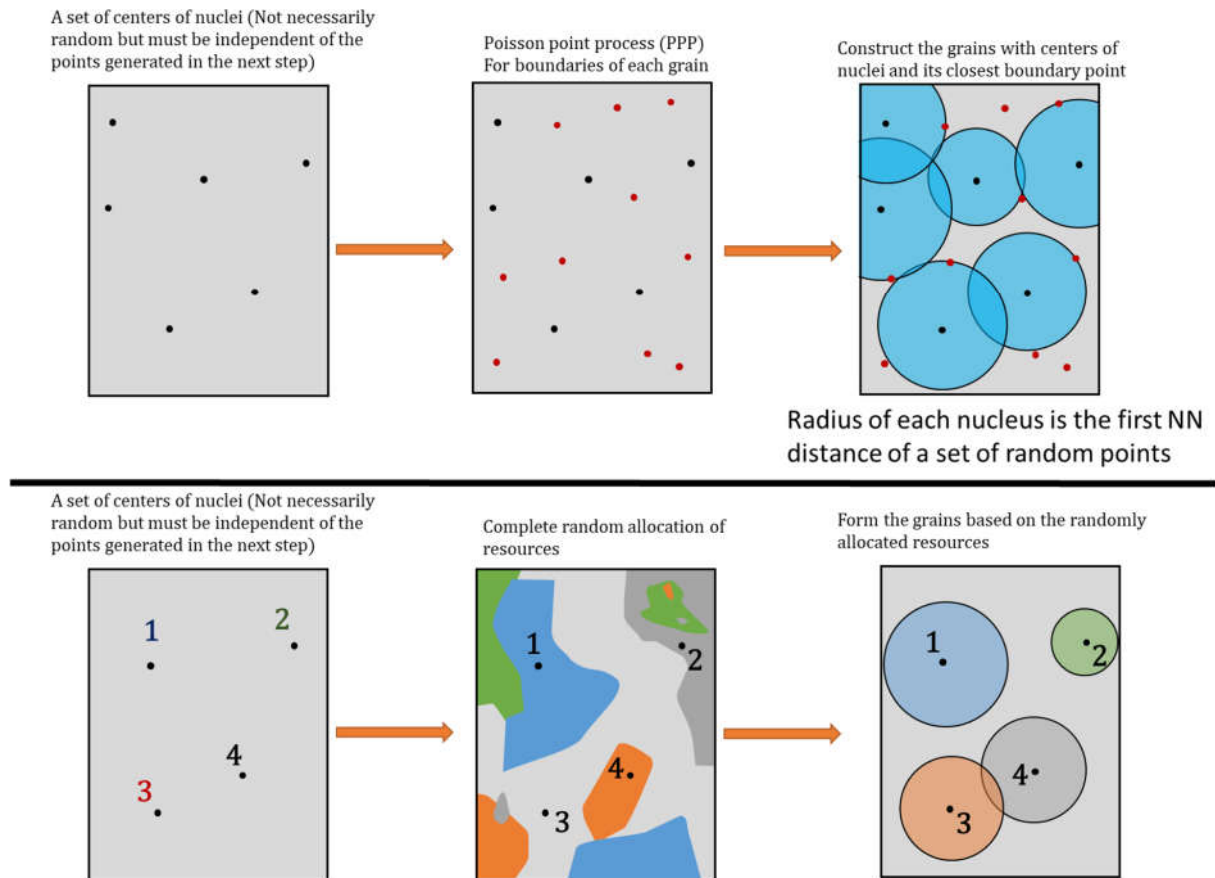 A set of centers of nuclei (Not necessarily
random but must be independent of the
points generated in the next step)
Poisson point process (PPP)
For boundaries of each grain
Construct the grains with centers of
nuclei and its closest boundary point
Radius of each nucleus is the first NN
distance of a set of random points
A set of centers of nuclei (Not necessarily
random but must be independent of the
points generated in the next step)
Complete random allocation of
resources
Form the grains based on the randomly
allocated resources
1
2
4
3
1
2
4
3
1
2
4
3